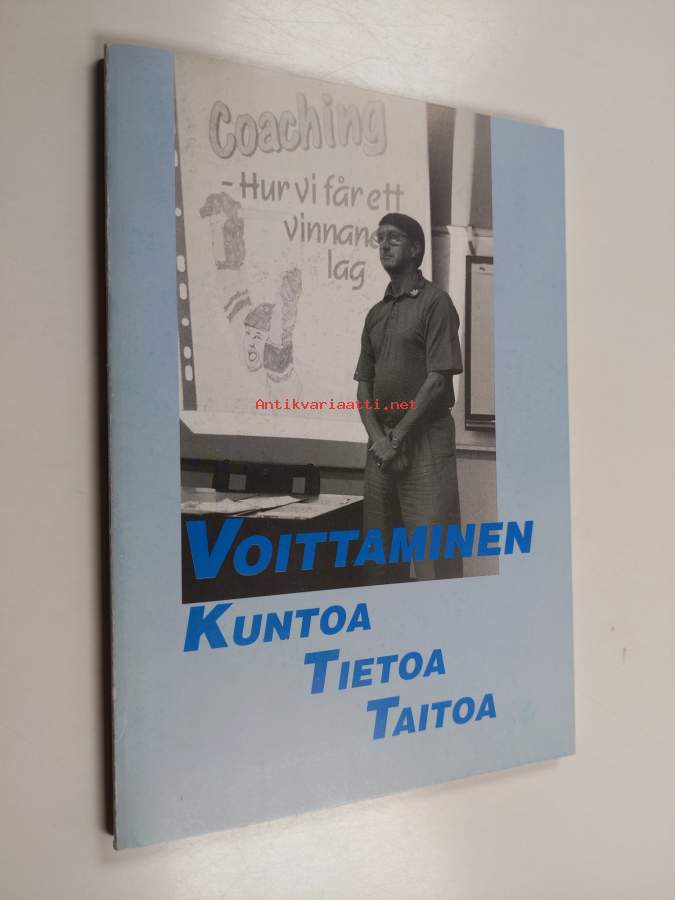 Coaching
- Hur vi får ett
vinnande
lag
Antikvariaatti.net
VOITTAMINEN
KUNTOA
TIETOA
TAITOA